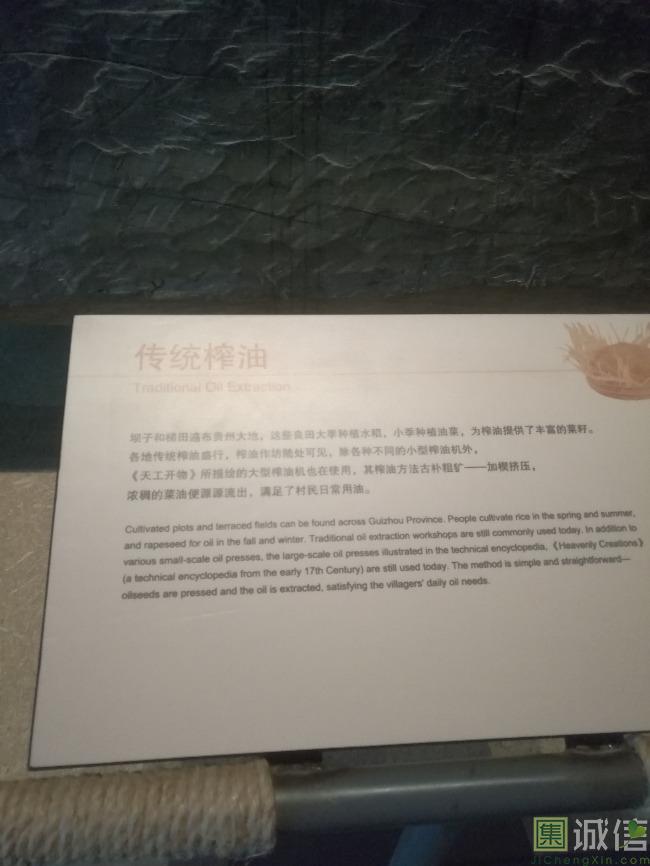 传统榨油
Traditional Oil Extraction
坝子和梯田遍布贵州大地，这些良田大季种植水稻，小季种植油菜，为榨油提供了丰富的菜籽。
各地传统榨油盛行，榨油作坊随处可见，除各种不同的小型榨油机外，
《天工开物》所描绘的大型榨油机也在使用，其榨油方法古朴粗犷——加楔挤压，
浓稠的菜油便源源流出，满足了村民日常用油。
Cultivated plots and terraced fields can be found across Guizhou Province. People cultivate rice in the spring and summer,
and rapeseed for oil in the fall and winter. Traditional oil extraction workshops are still commonly used today. In addition to
various small-scale oil presses, the large-scale oil presses illustrated in the technical encyclopedia,《Heavenly Creations》
(a technical encyclopedia from the early 17th Century) are still used today. The method is simple and straightforward—
oilseeds are pressed and the oil is extracted, satisfying the villagers' daily oil needs.
集诚信
JiChengXin.com